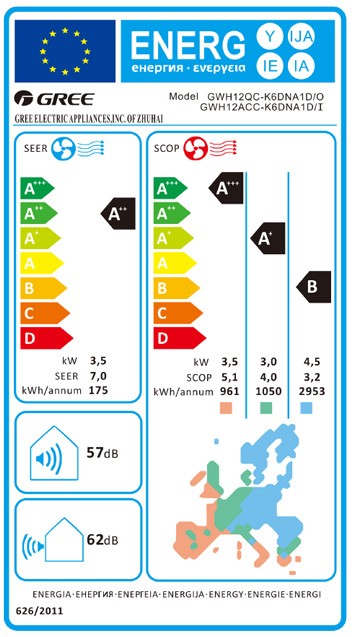 ENERG Y IJA
енергия · ενεργεια IE IA
GREE
Model GWH12QC-K6DNA1D/O
GWH12ACC-K6DNA1D/I
GREE ELECTRIC APPLIANCES,INC. OF ZHUHAI
SEER
A+++
A++
A+
A
B
C
D
A++
kW 3,5
SEER 7,0
kWh/annum 175
SCOP
A+++
A++
A+
A
B
C
D
A+++
A+
B
kW 3,5 3,0 4,5
SCOP 5,1 4,0 3,2
kWh/annum 961 1050 2953
57dB
62dB
ENERGIA·ЕНЕРГИЯ·ΕΝΕΡΓΕΙΑ·ENERGIJA·ENERGY·ENERGIE·ENERGI
626/2011